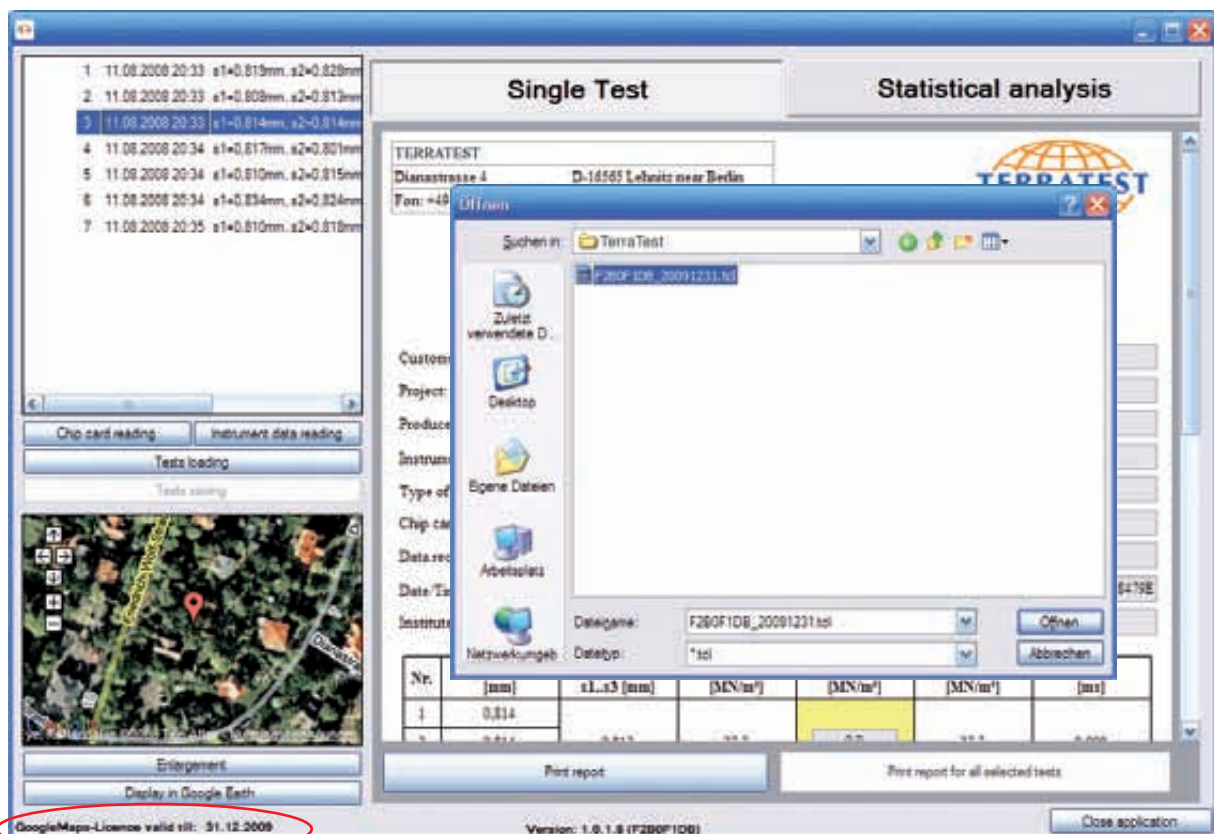 1 11.08.2008 20:33 s1=0.819mm, s2=0.828mm
2 11.08.2008 20:33 s1=0.808mm, s2=0.813mm
3 11.08.2008 20:33 s1=0.814mm, s2=0.814mm
4 11.08.2008 20:34 s1=0.817mm, s2=0.801mm
5 11.08.2008 20:34 s1=0.810mm, s2=0.815mm
6 11.08.2008 20:34 s1=0.834mm, s2=0.824mm
7 11.08.2008 20:35 s1=0.810mm, s2=0.818mm
Chip card reading Instrument data reading
Tests loading
Tests saving
Enlargement
Display in Google Earth
GoogleMaps-Licence valid till: 31.12.2009
Single Test Statistical analysis
TERRATEST
Dianastrasse 4 D-16565 Lehnitz near Berlin
Fon: +49
TERRATEST
Öffnen
Suchen in: TerraTest
F2B0F1DB_20091231.tcl
Zuletzt
verwendete D...
Desktop
Eigene Dateien
Arbeitsplatz
Netzwerkumgeb...
Dateiname: F2B0F1DB_20091231.tcl Öffnen
Dateityp: *.tcl Abbrechen
Custom
Project:
Produce
Instrum
Type of
Chip car
Data rec
Date/Ti
Institute
Nr. [mm] s1..s3 [mm] [MN/m²] [MN/m²] [MN/m²] [ms]
1 0,814
Print report Print report for all selected tests
Version: 1.0.1.8 (F2B0F1DB) Close application